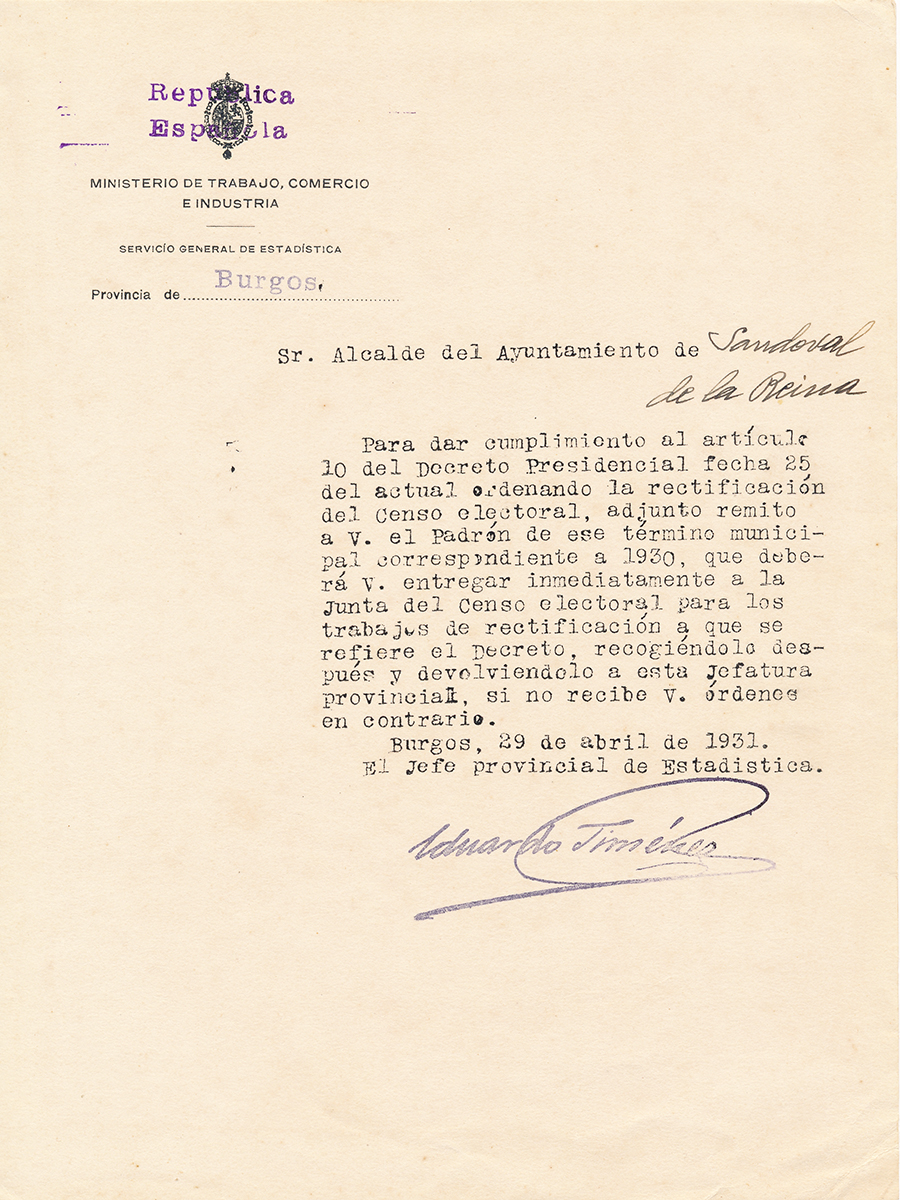 República
Española
MINISTERIO DE TRABAJO, COMERCIO
E INDUSTRIA
SERVICÍO GENERAL DE ESTADÍSTICA
Provincia de Burgos.
Sr. Alcalde del Ayuntamiento de Sandoval
de la Reina
Para dar cumplimiento al artículo
10 del Decreto Presidencial fecha 25
del actual ordenando la rectificación
del Censo electoral, adjunto remito
a V. el Padrón de ese término munici-
pal correspondiente a 1930, que debe-
rá V. entregar inmediatamente a la
Junta del Censo electoral para los
trabajos de rectificación a que se
refiere el Decreto, recogiéndolo des-
pués y devolviendolo a esta Jefatura
provincial, si no recibe V. órdenes
en contrario.
Burgos, 29 de abril de 1931.
El Jefe provincial de Estadistica.
Eduardo Jiménez